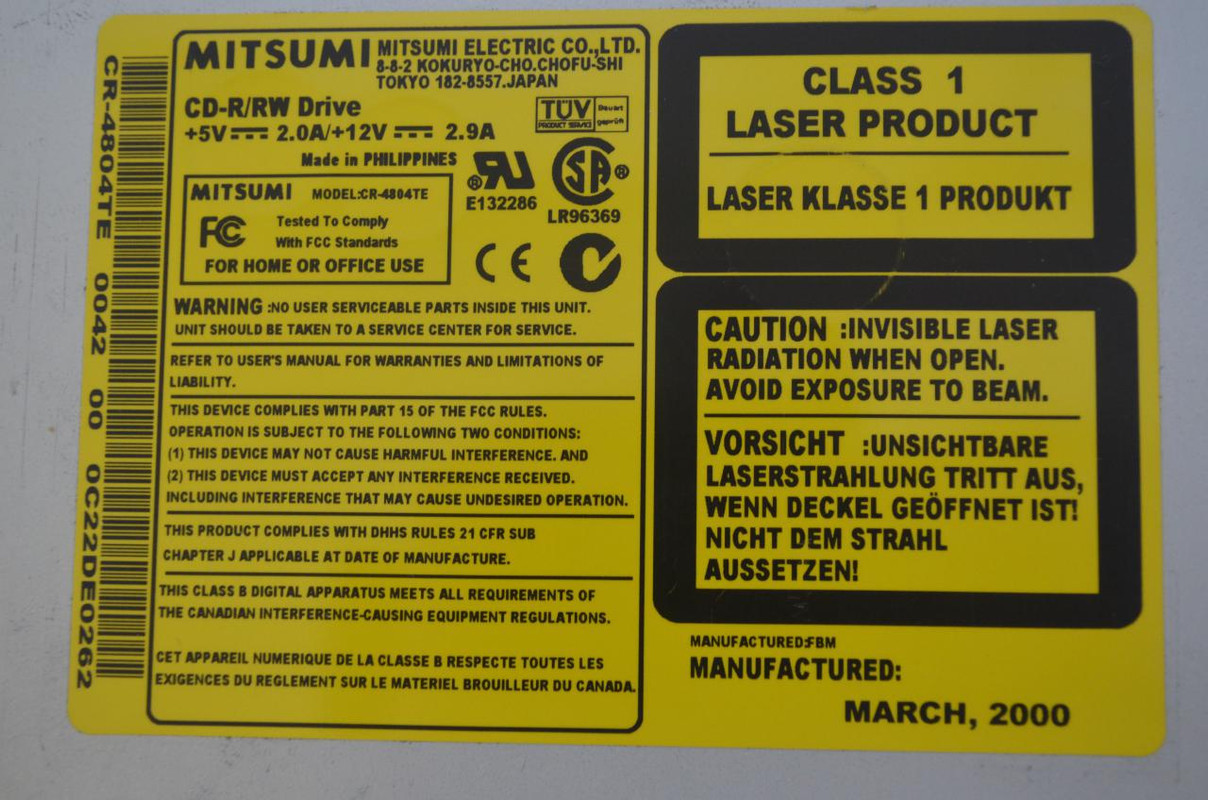 CR-4804TE 0042 00 0C22DE0262
MITSUMI
MITSUMI ELECTRIC CO.,LTD.
8-8-2 KOKURYO-CHO.CHOFU-SHI
TOKYO 182-8557.JAPAN
CD-R/RW Drive
+5V 2.0A/+12V 2.9A
TÜV
PRODUCT SERVICE
Bauart
geprüft
Made in PHILIPPINES
MITSUMI MODEL:CR-4804TE
FC
Tested To Comply
With FCC Standards
FOR HOME OR OFFICE USE
® ®
E132286
SA ®
LR96369
CE
WARNING :NO USER SERVICEABLE PARTS INSIDE THIS UNIT.
UNIT SHOULD BE TAKEN TO A SERVICE CENTER FOR SERVICE.
REFER TO USER'S MANUAL FOR WARRANTIES AND LIMITATIONS OF
LIABILITY.
THIS DEVICE COMPLIES WITH PART 15 OF THE FCC RULES.
OPERATION IS SUBJECT TO THE FOLLOWING TWO CONDITIONS:
(1) THIS DEVICE MAY NOT CAUSE HARMFUL INTERFERENCE. AND
(2) THIS DEVICE MUST ACCEPT ANY INTERFERENCE RECEIVED.
INCLUDING INTERFERENCE THAT MAY CAUSE UNDESIRED OPERATION.
THIS PRODUCT COMPLIES WITH DHHS RULES 21 CFR SUB
CHAPTER J APPLICABLE AT DATE OF MANUFACTURE.
THIS CLASS B DIGITAL APPARATUS MEETS ALL REQUIREMENTS OF
THE CANADIAN INTERFERENCE-CAUSING EQUIPMENT REGULATIONS.
CET APPAREIL NUMERIQUE DE LA CLASSE B RESPECTE TOUTES LES
EXIGENCES DU REGLEMENT SUR LE MATERIEL BROUILLEUR DU CANADA.
CLASS 1
LASER PRODUCT
LASER KLASSE 1 PRODUKT
CAUTION :INVISIBLE LASER
RADIATION WHEN OPEN.
AVOID EXPOSURE TO BEAM.
VORSICHT :UNSICHTBARE
LASERSTRAHLUNG TRITT AUS,
WENN DECKEL GEÖFFNET IST!
NICHT DEM STRAHL
AUSSETZEN!
MANUFACTURED:FBM
MANUFACTURED:
MARCH, 2000